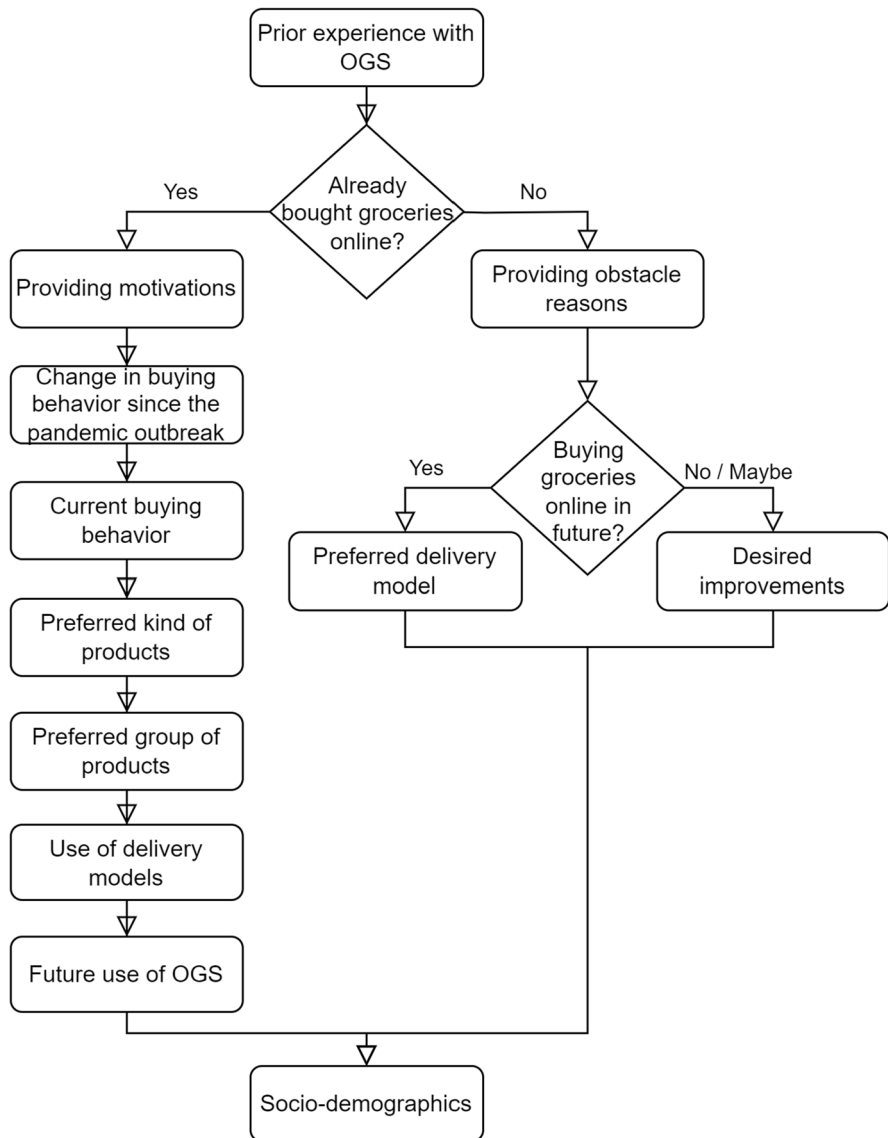 Prior experience with
OGS
Already
bought groceries
online?
Yes
No
Providing motivations
Change in buying
behavior since the
pandemic outbreak
Current buying
behavior
Preferred kind of
products
Preferred group of
products
Use of delivery
models
Future use of OGS
Providing obstacle
reasons
Buying
groceries
online in
future?
Yes
No / Maybe
Preferred delivery
model
Desired
improvements
Socio-demographics